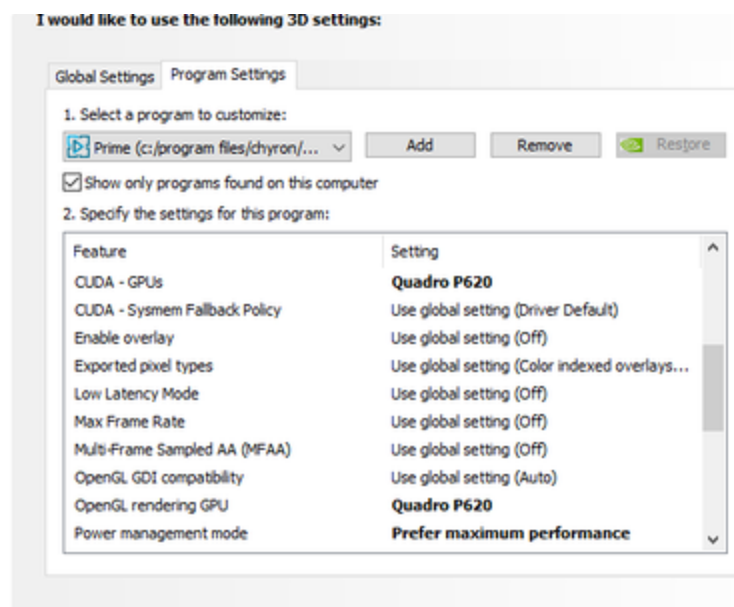 I would like to use the following 3D settings:
Global Settings Program Settings
1. Select a program to customize:
Prime (c:/program files/chyron/... Add Remove Restore
Show only programs found on this computer
2. Specify the settings for this program:
Feature Setting
CUDA - GPUs Quadro P620
CUDA - Sysmem Fallback Policy Use global setting (Driver Default)
Enable overlay Use global setting (Off)
Exported pixel types Use global setting (Color indexed overlays...
Low Latency Mode Use global setting (Off)
Max Frame Rate Use global setting (Off)
Multi-Frame Sampled AA (MFAA) Use global setting (Off)
OpenGL GDI compatibility Use global setting (Auto)
OpenGL rendering GPU Quadro P620
Power management mode Prefer maximum performance